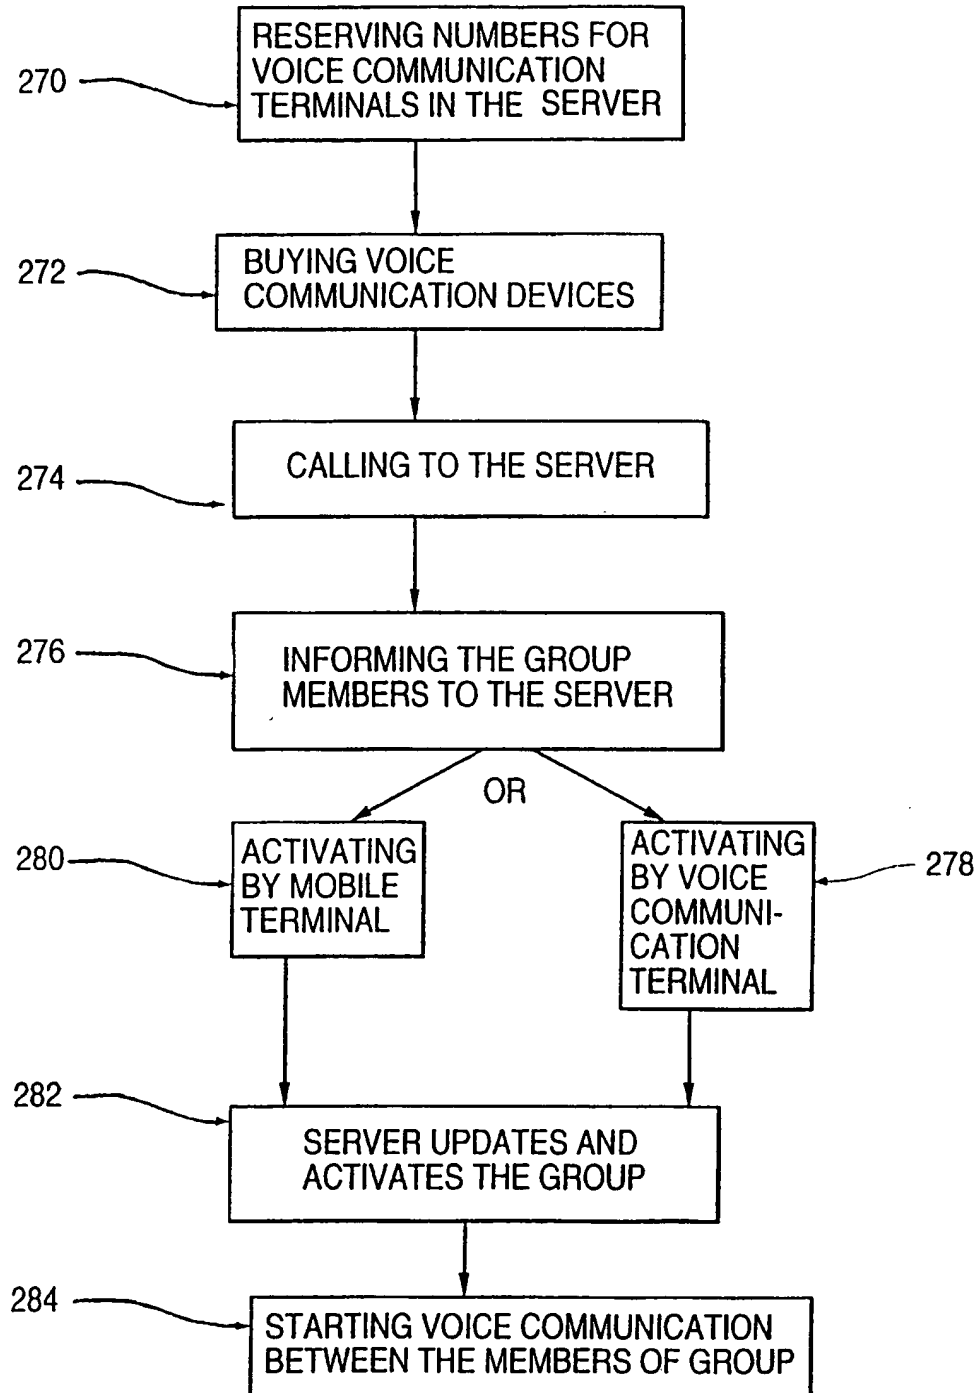 270
RESERVING NUMBERS FOR
VOICE COMMUNICATION
TERMINALS IN THE SERVER
272
BUYING VOICE
COMMUNICATION DEVICES
274
CALLING TO THE SERVER
276
INFORMING THE GROUP
MEMBERS TO THE SERVER
OR
280
ACTIVATING
BY MOBILE
TERMINAL
ACTIVATING
BY VOICE
COMMUNI-
CATION
TERMINAL
278
282
SERVER UPDATES AND
ACTIVATES THE GROUP
284
STARTING VOICE COMMUNICATION
BETWEEN THE MEMBERS OF GROUP